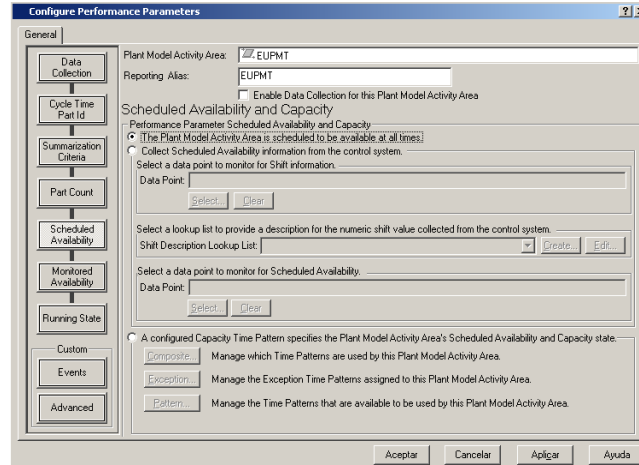 Configure Performance Parameters
General
Data Collection
Cycle Time Part Id
Summarization Criteria
Part Count
Scheduled Availability
Monitored Availability
Running State
Custom
Events
Advanced
Plant Model Activity Area: EUPMT
Reporting Alias: EUPMT
Enable Data Collection for this Plant Model Activity Area
Scheduled Availability and Capacity
Performance Parameter Scheduled Availability and Capacity
The Plant Model Activity Area is scheduled to be available at all times.
Collect Scheduled Availability information from the control system.
Select a data point to monitor for Shift information.
Data Point:
Select... Clear
Select a lookup list to provide a description for the numeric shift value collected from the control system.
Shift Description Lookup List: Create... Edit...
Select a data point to monitor for Scheduled Availability.
Data Point:
Select... Clear
A configured Capacity Time Pattern specifies the Plant Model Activity Area's Scheduled Availability and Capacity state.
Composite... Manage which Time Patterns are used by this Plant Model Activity Area.
Exception... Manage the Exception Time Patterns assigned to this Plant Model Activity Area.
Pattern... Manage the Time Patterns that are available to be used by this Plant Model Activity Area.
Aceptar Cancelar Aplicar Ayuda